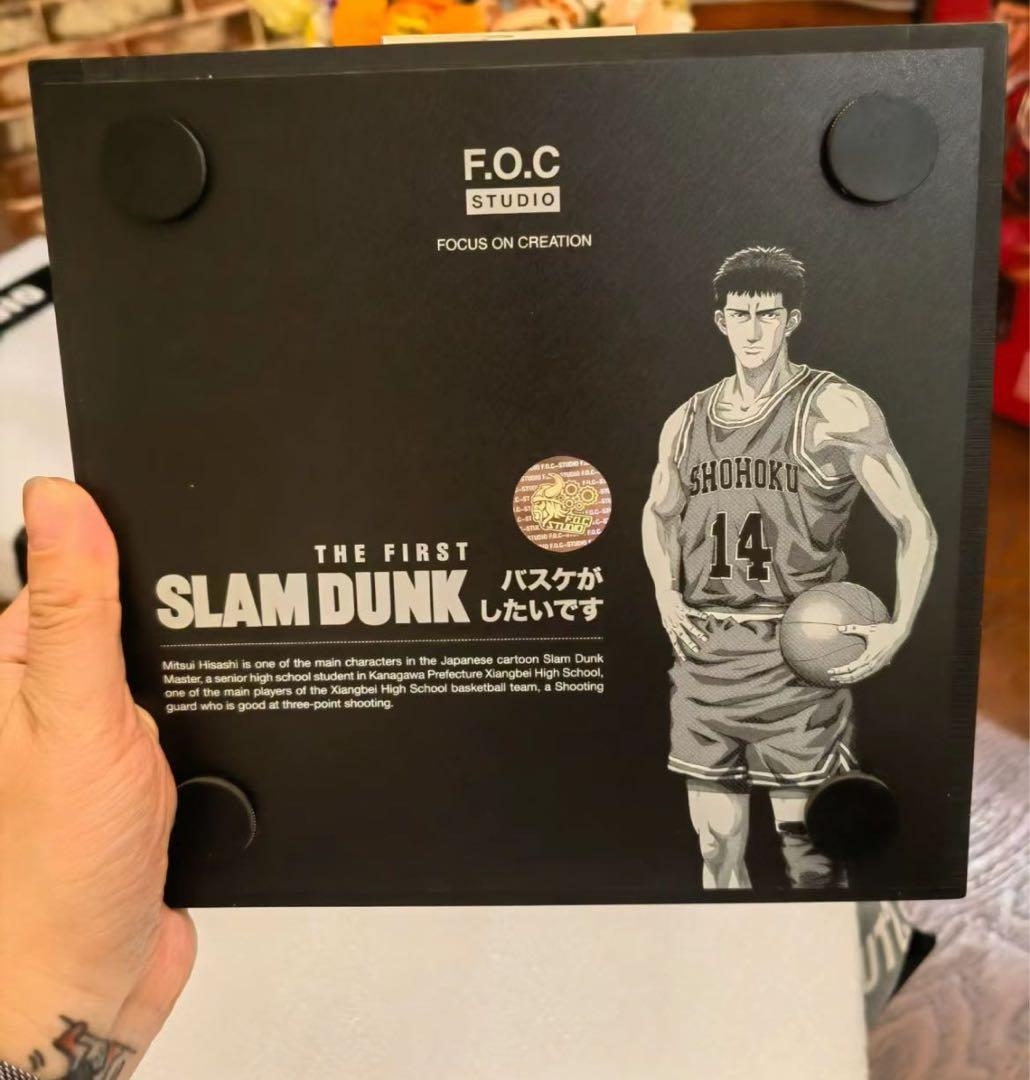 F.O.C
STUDIO
FOCUS ON CREATION
SHOHOKU
14
F.O.C
STUDIO
THE FIRST
SLAM DUNK
バスケが
したいです
Mitsui Hisashi is one of the main characters in the Japanese cartoon Slam Dunk
Master, a senior high school student in Kanagawa Prefecture Xiangbei High School,
one of the main players of the Xiangbei High School basketball team, a Shooting
guard who is good at three-point shooting.